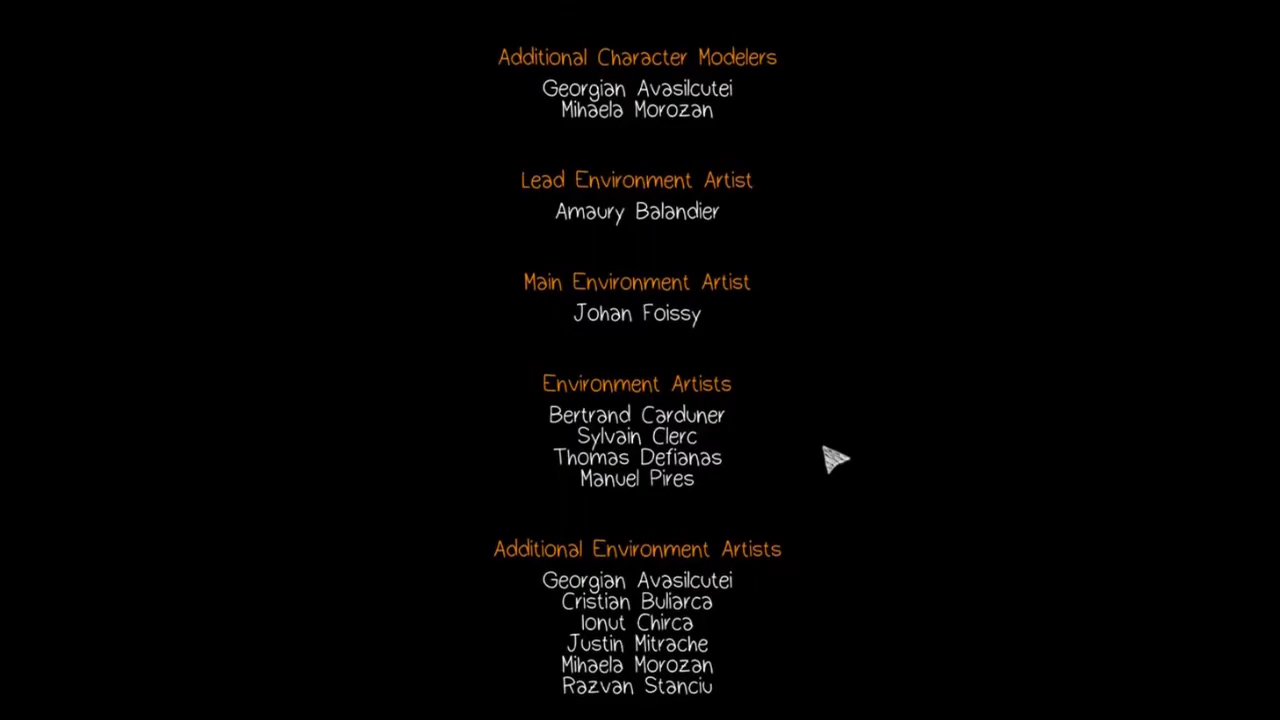 Additional Character Modelers
Georgian Avasilcutei
Mihaela Morozan
Lead Environment Artist
Amaury Balandier
Main Environment Artist
Johan Foissy
Environment Artists
Bertrand Carduner
Sylvain Clerc
Thomas Defianas
Manuel Pires
Additional Environment Artists
Georgian Avasilcutei
Cristian Buliarca
Ionut Chirca
Justin Mitrache
Mihaela Morozan
Razvan Stanciu